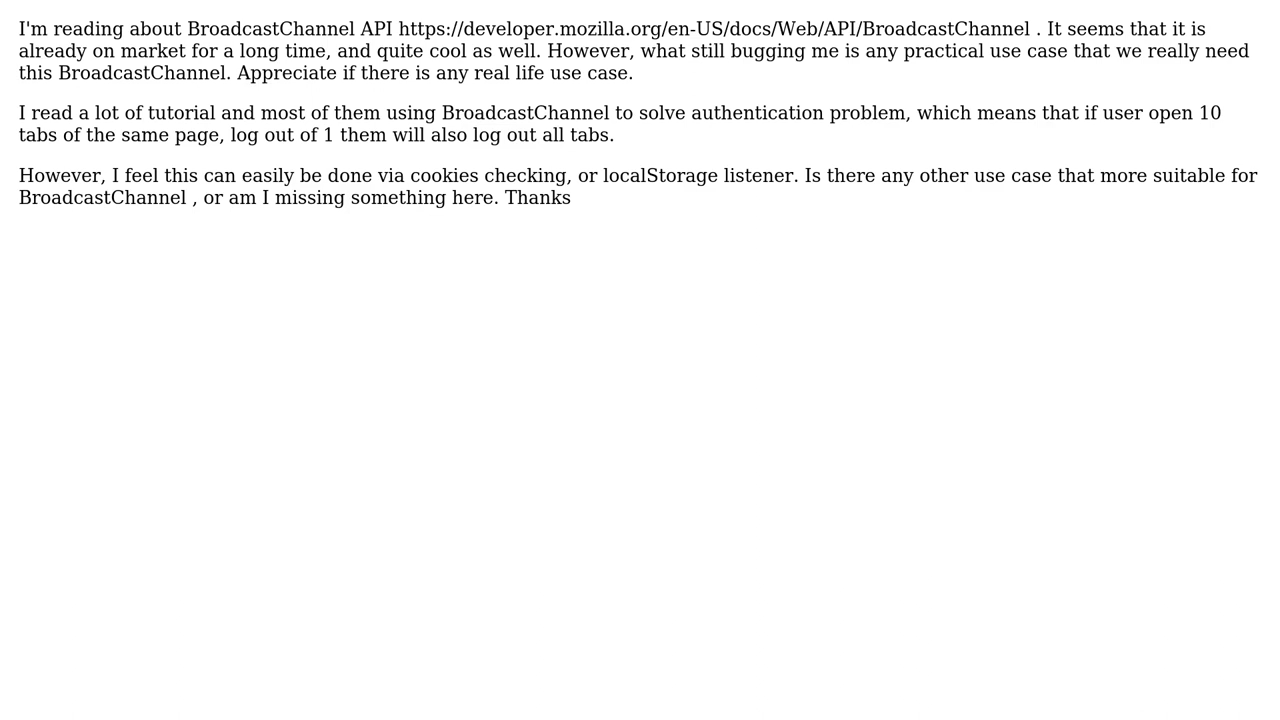 I'm reading about BroadcastChannel API https://developer.mozilla.org/en-US/docs/Web/API/BroadcastChannel . It seems that it is
already on market for a long time, and quite cool as well. However, what still bugging me is any practical use case that we really need
this BroadcastChannel. Appreciate if there is any real life use case.
I read a lot of tutorial and most of them using BroadcastChannel to solve authentication problem, which means that if user open 10
tabs of the same page, log out of 1 them will also log out all tabs.
However, I feel this can easily be done via cookies checking, or localStorage listener. Is there any other use case that more suitable for
BroadcastChannel , or am I missing something here. Thanks